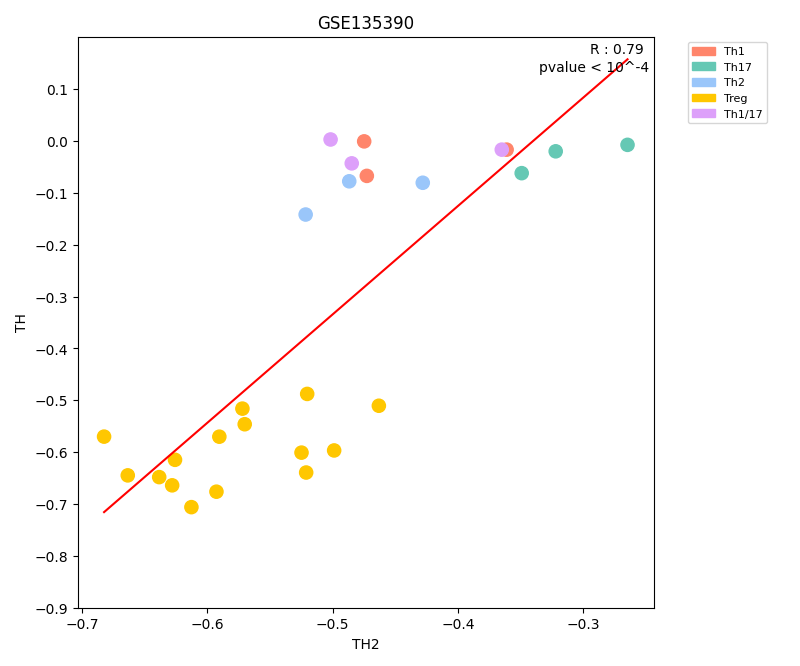 GSE135390
R : 0.79
pvalue < 10^-4
Th1
Th17
Th2
Treg
Th1/17
0.1
0.0
−0.1
−0.2
−0.3
−0.4
−0.5
−0.6
−0.7
−0.8
−0.9
TH
−0.7
−0.6
−0.5
−0.4
−0.3
TH2